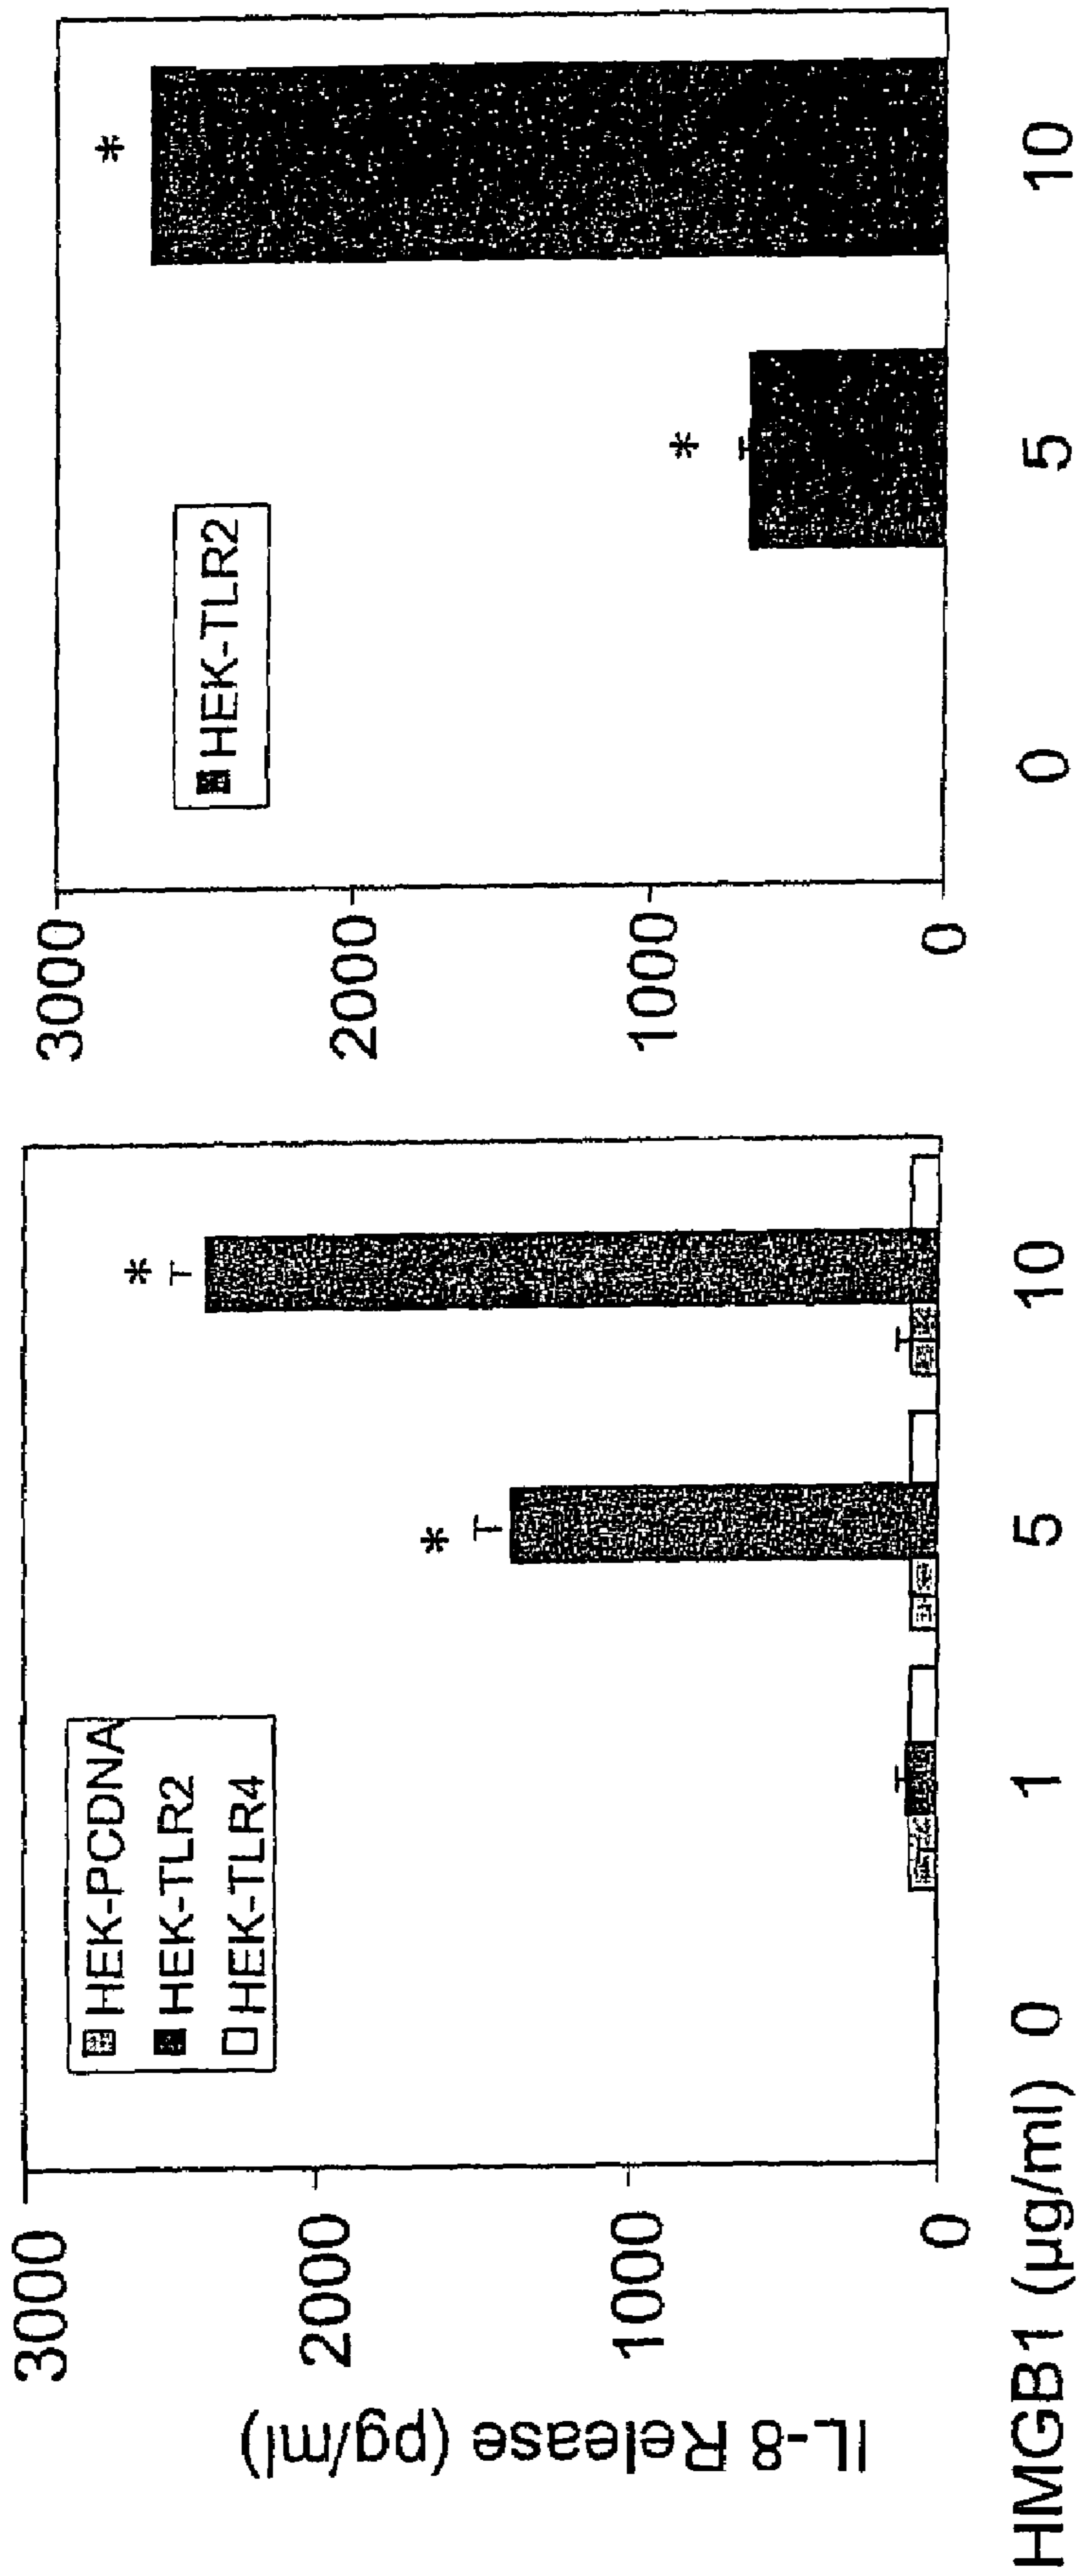 IL-8 Release (pg/ml)
3000
2000
1000
0
HEK-PCDNA
HEK-TLR2
HEK-TLR4
*
*
HMGB1 (µg/ml) 0 1 5 10
3000
2000
1000
0
HEK-TLR2
*
*
0 5 10